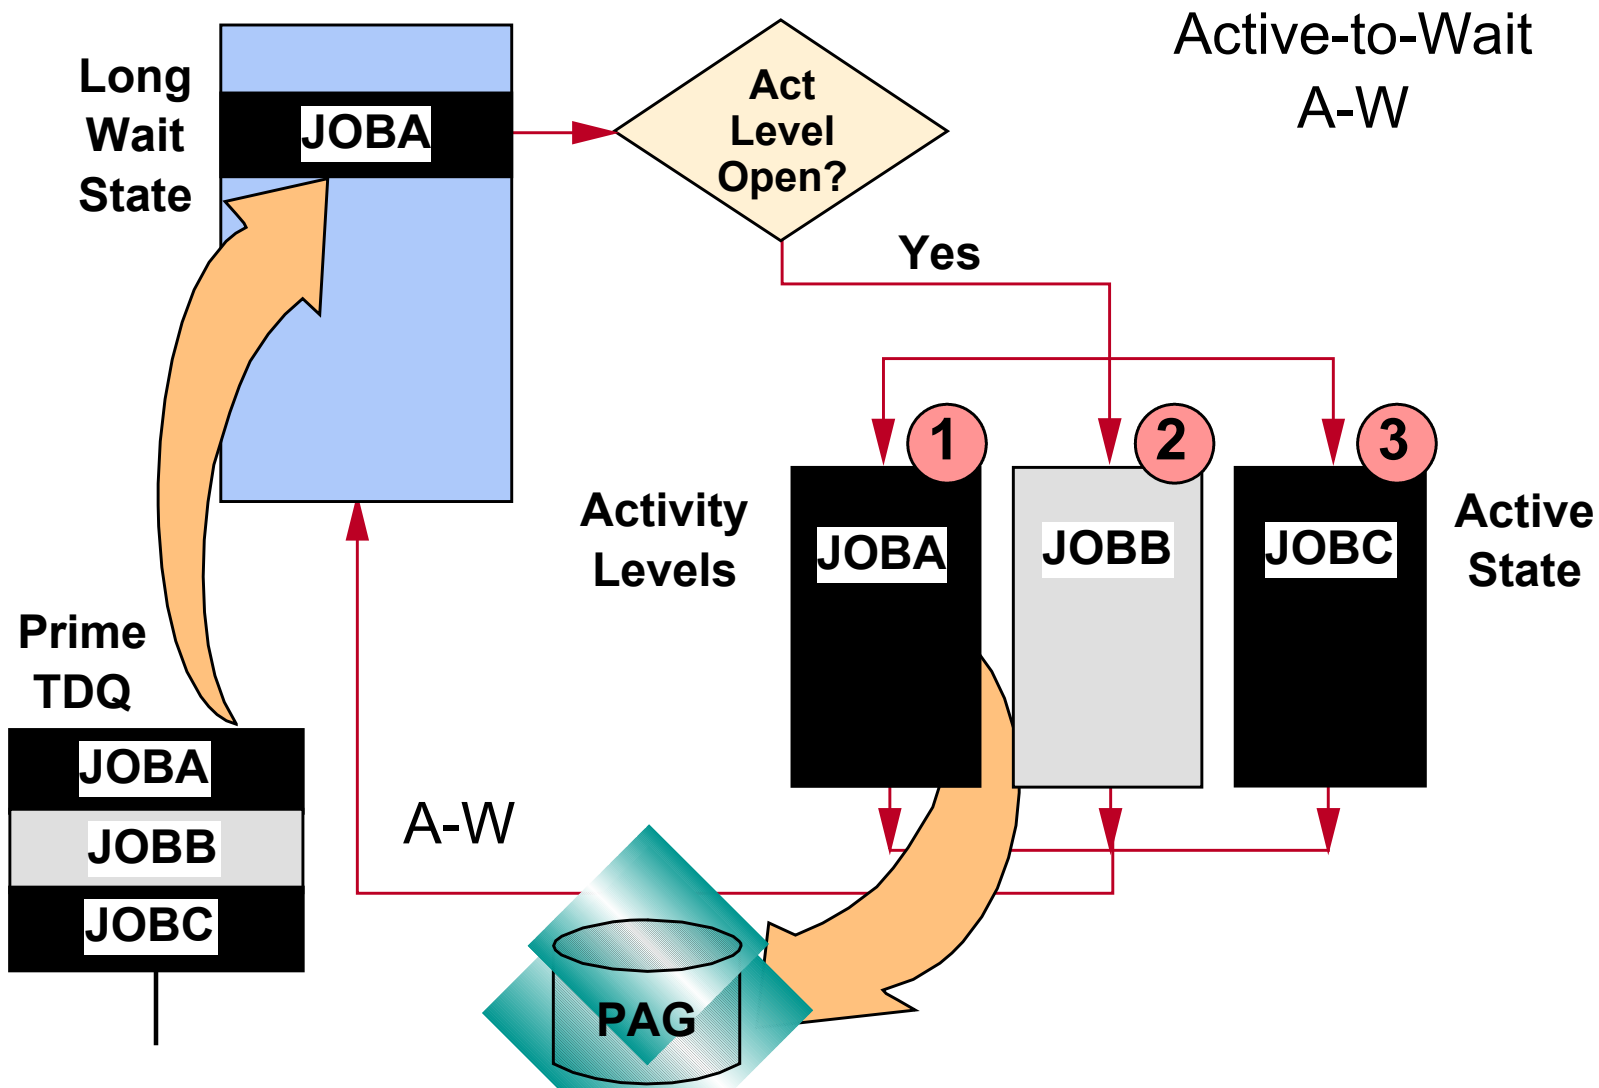 Active-to-Wait
A-W
Long
Wait
State
JOBA
Act
Level
Open?
Yes
1
2
3
Activity
Levels
JOBA
JOBB
JOBC
Active
State
Prime
TDQ
JOBA
JOBB
JOBC
A-W
PAG